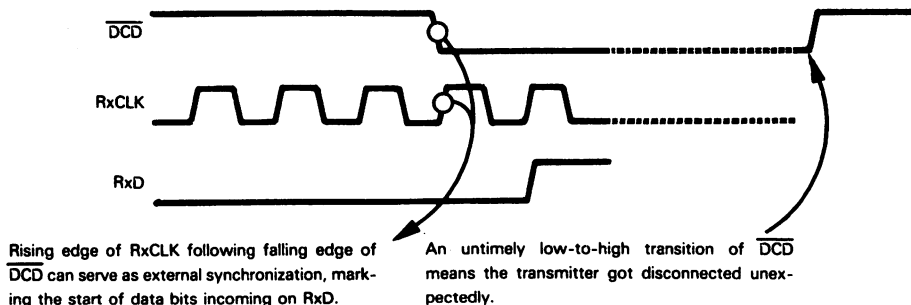 DCD
RxCLK
RxD
Rising edge of RxCLK following falling edge of
DCD can serve as external synchronization, mark-
ing the start of data bits incoming on RxD.
An untimely low-to-high transition of DCD
means the transmitter got disconnected unex-
pectedly.